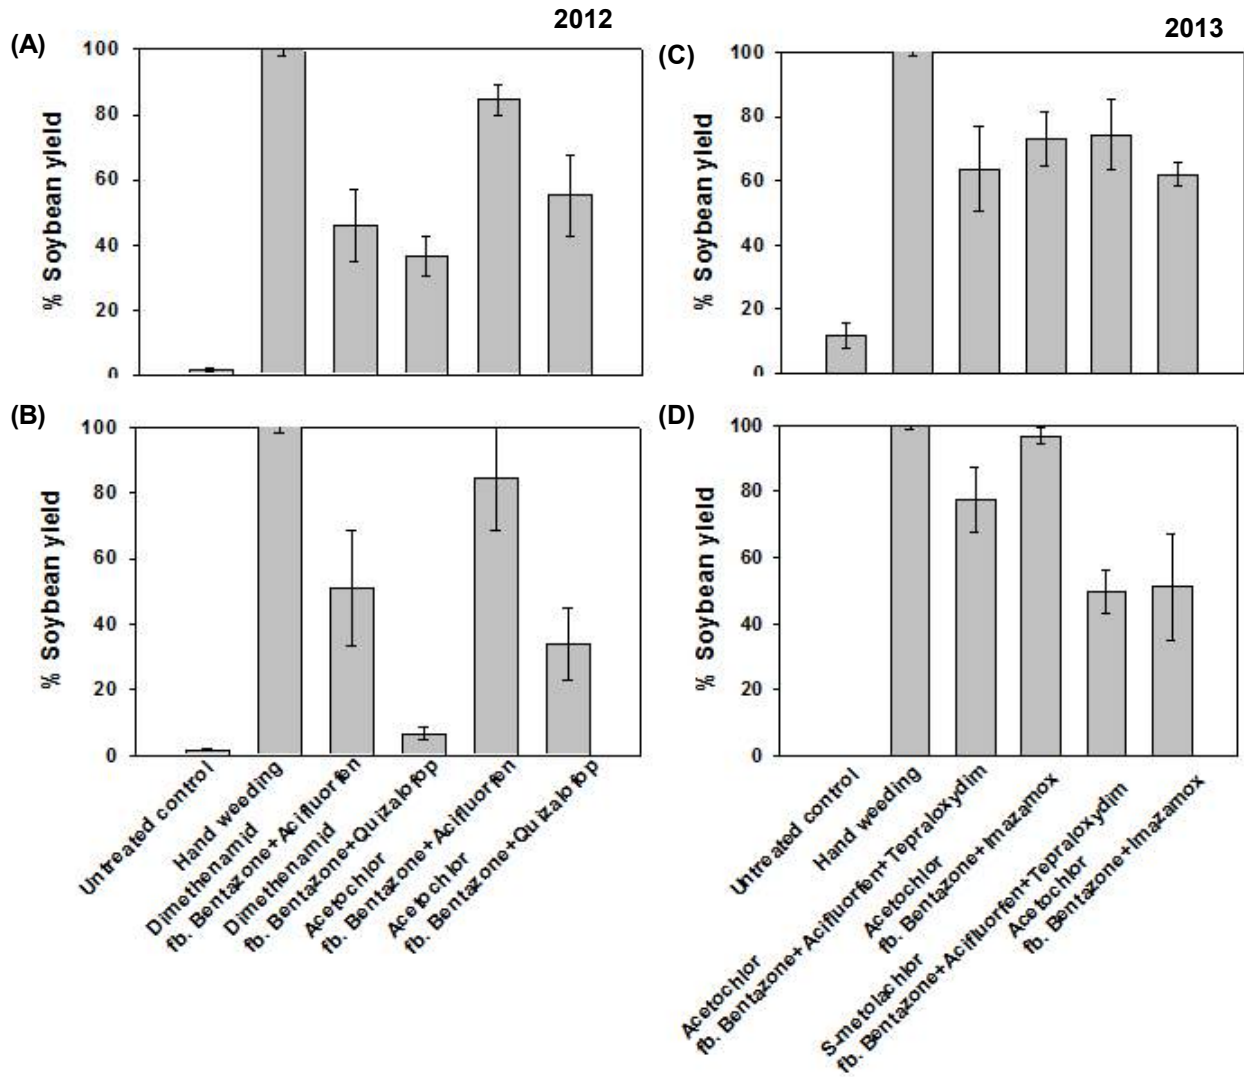 2012
(A)
% Soybean yield
100
80
60
40
20
0
2013
(C)
% Soybean yield
100
80
60
40
20
0
(B)
% Soybean yield
100
80
60
40
20
0
Untreated control
Hand weeding
Dimethenamid
fb. Bentazone+Acifluorfen
Dimethenamid
fb. Bentazone+Quizalofop
Acetochlor
fb. Bentazone+Acifluorfen
Acetochlor
fb. Bentazone+Quizalofop
(D)
% Soybean yield
100
80
60
40
20
0
Untreated control
Hand weeding
Acetochlor
fb. Bentazone+Acifluorfen+Tepraloxydim
Acetochlor
fb. Bentazone+Imazamox
S-metolachlor
fb. Bentazone+Acifluorfen+Tepraloxydim
Acetochlor
fb. Bentazone+Imazamox